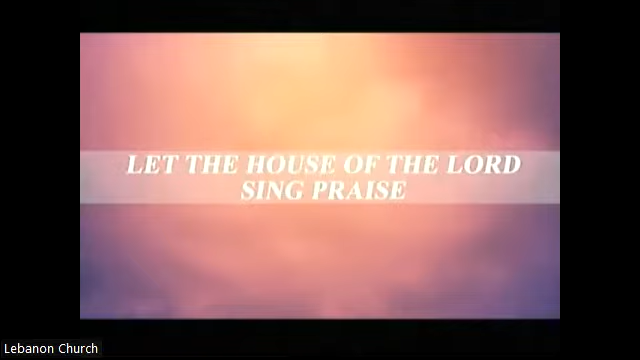 LET THE HOUSE OF THE LORD
SING PRAISE
Lebanon Church